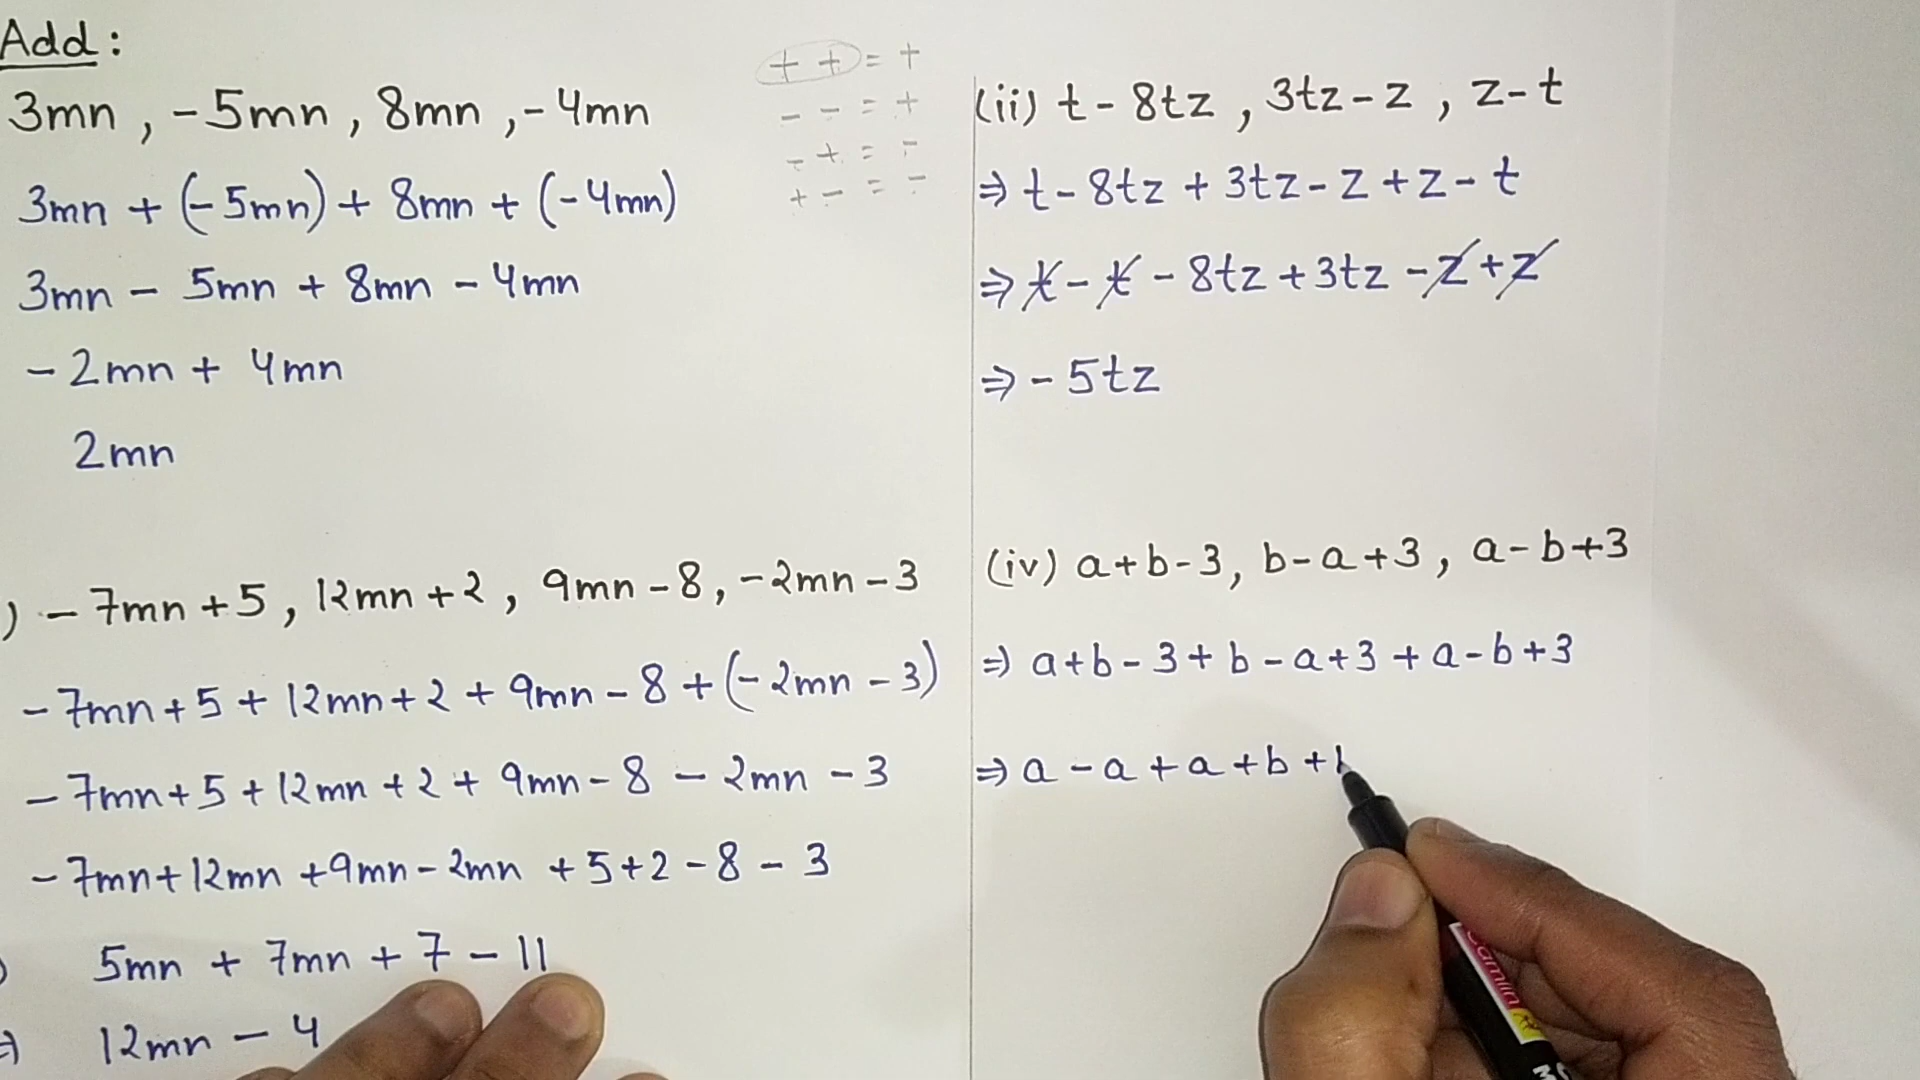 Add :
3mn , -5mn , 8mn , -4mn
3mn + (-5mn) + 8mn + (-4mn)
3mn - 5mn + 8mn - 4mn
-2mn + 4mn
2mn
+ + = +
- - = +
- + = -
+ - = -
(ii) t - 8tz , 3tz - z , z - t
⇒ t - 8tz + 3tz - z + z - t
⇒ t - t - 8tz + 3tz - z + z
⇒ - 5tz
) - 7mn + 5 , 12mn + 2 , 9mn - 8 , -2mn - 3
- 7mn + 5 + 12mn + 2 + 9mn - 8 + (-2mn - 3)
- 7mn + 5 + 12mn + 2 + 9mn - 8 - 2mn - 3
- 7mn + 12mn + 9mn - 2mn + 5 + 2 - 8 - 3
5mn + 7mn + 7 - 11
⇒ 12mn - 4
(iv) a + b - 3 , b - a + 3 , a - b + 3
⇒ a + b - 3 + b - a + 3 + a - b + 3
⇒ a - a + a + b +
Camlin